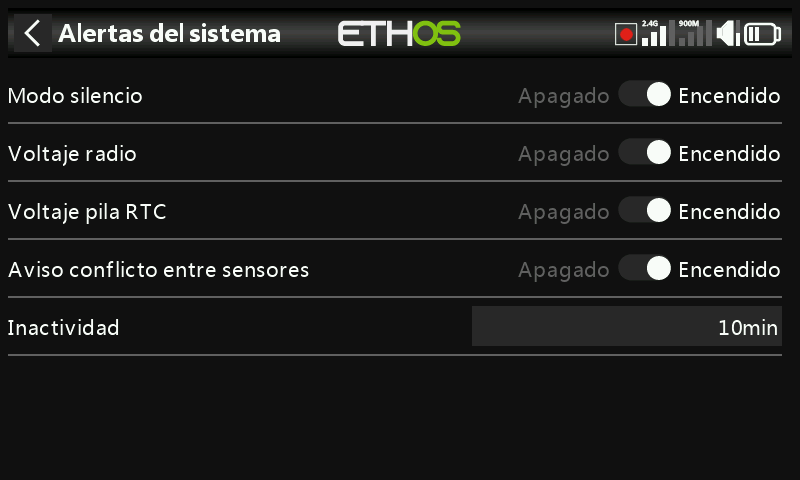 Alertas del sistema ETHOS 2.4G 900M
Modo silencio Apagado Encendido
Voltaje radio Apagado Encendido
Voltaje pila RTC Apagado Encendido
Aviso conflicto entre sensores Apagado Encendido
Inactividad 10min